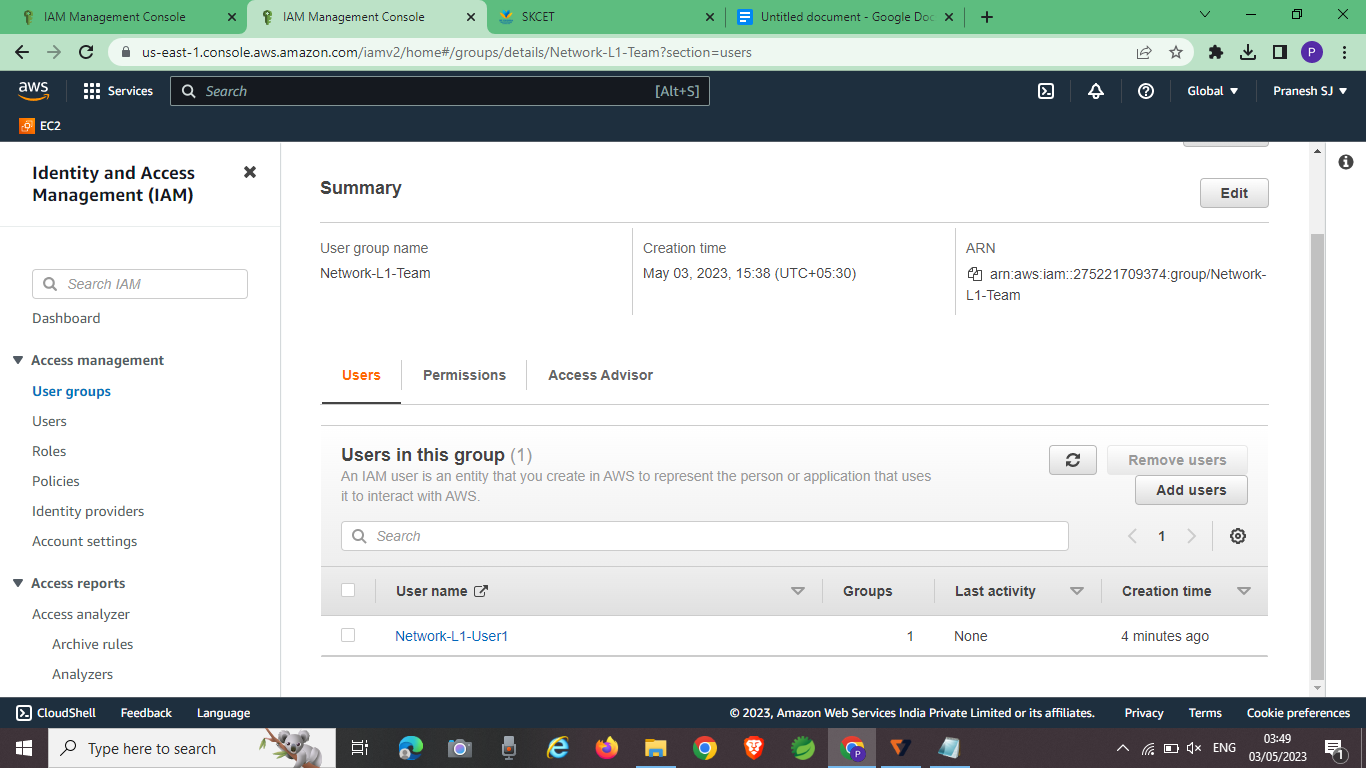 IAM Management Console
IAM Management Console
SKCET
Untitled document - Google Doc
us-east-1.console.aws.amazon.com/iamv2/home#/groups/details/Network-L1-Team?section=users
P
aws
Services
Search
[Alt+S]
Global
Pranesh SJ
EC2
Identity and Access
Management (IAM)
Search IAM
Dashboard
Access management
User groups
Users
Roles
Policies
Identity providers
Account settings
Access reports
Access analyzer
Archive rules
Analyzers
Summary
Edit
User group name
Network-L1-Team
Creation time
May 03, 2023, 15:38 (UTC+05:30)
ARN
arn:aws:iam::275221709374:group/Network-
L1-Team
Users
Permissions
Access Advisor
Users in this group (1)
An IAM user is an entity that you create in AWS to represent the person or application that uses
it to interact with AWS.
Remove users
Add users
Search
1
User name
Groups
Last activity
Creation time
Network-L1-User1
1
None
4 minutes ago
CloudShell
Feedback
Language
© 2023, Amazon Web Services India Private Limited or its affiliates.
Privacy
Terms
Cookie preferences
Type here to search
P
ENG
03:49
03/05/2023
1